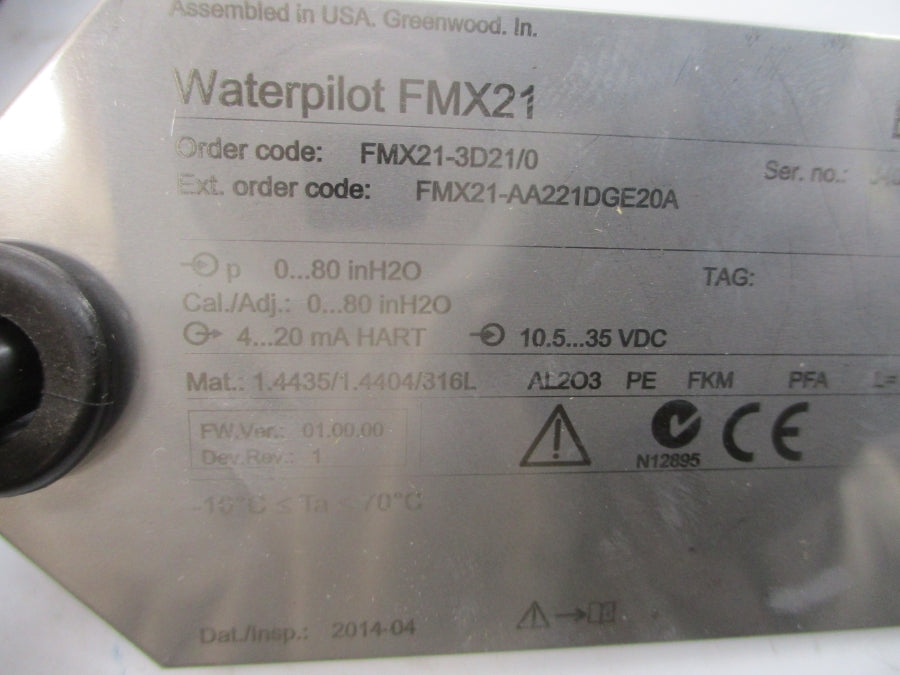 Assembled in USA. Greenwood. In.
Waterpilot FMX21
Order code: FMX21-3D21/0
Ser. no.:
Ext. order code: FMX21-AA221DGE20A
p 0...80 inH2O
TAG:
Cal./Adj.: 0...80 inH2O
4...20 mA HART 10.5...35 VDC
Mat.: 1.4435/1.4404/316L AL2O3 PE FKM PFA L=
FW.Ver.: 01.00.00
Dev.Rev.: 1
CE
N12895
≤ Ta
Dat./Insp.: 2014-04